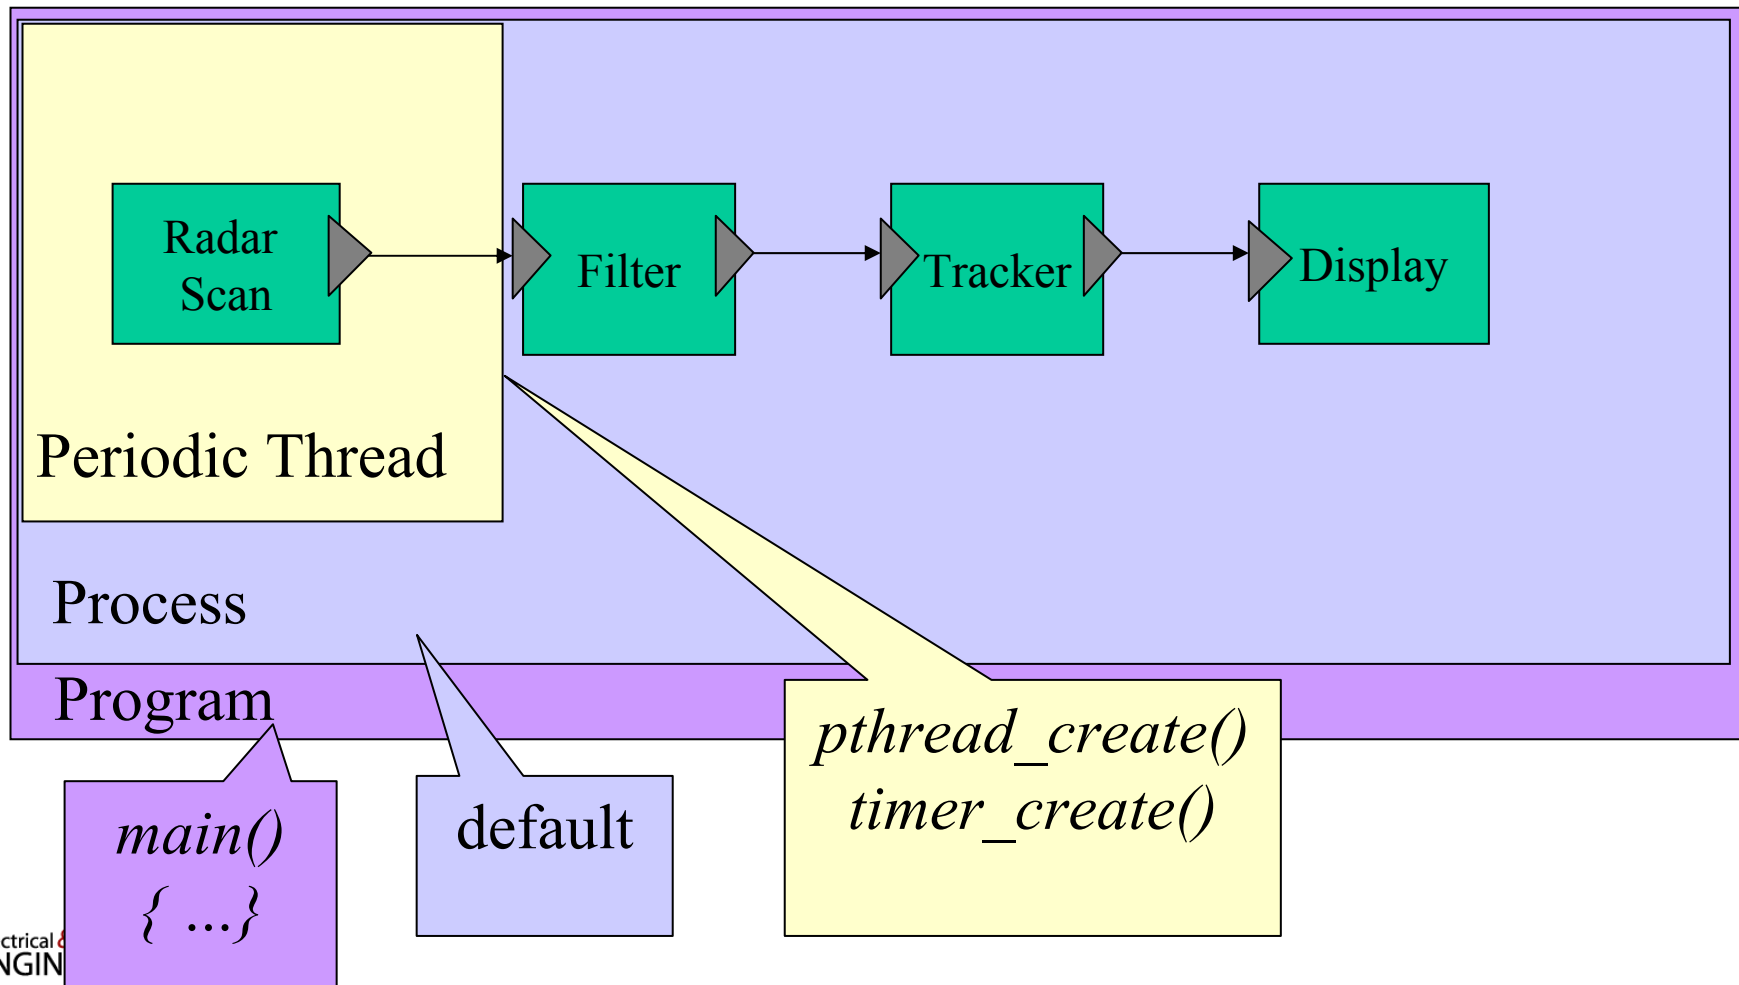 Radar
Scan
Filter
Tracker
Display
Periodic Thread
Process
Program
main()
{ ...}
default
pthread_create()
timer_create()